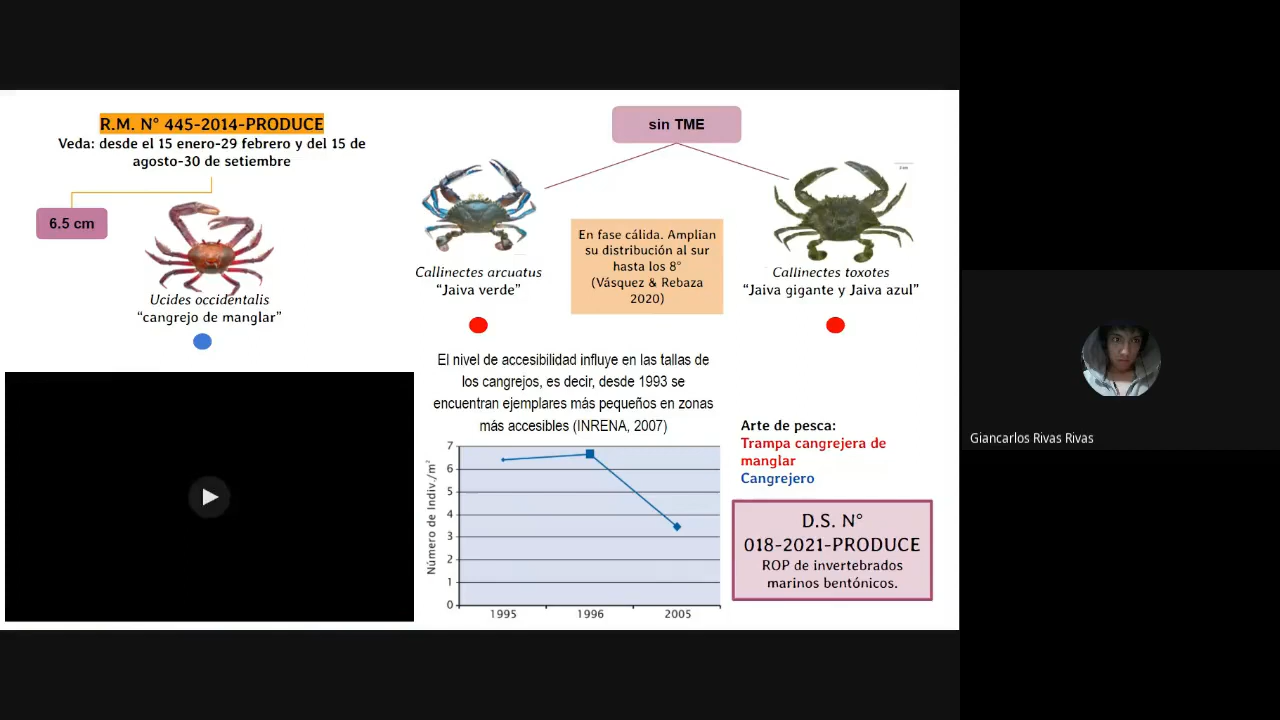 R.M. N° 445-2014-PRODUCE
Veda: desde el 15 enero-29 febrero y del 15 de
agosto-30 de setiembre
6.5 cm
Ucides occidentalis
“cangrejo de manglar”
sin TME
Callinectes arcuatus
“Jaiva verde”
En fase cálida. Amplían
su distribución al sur
hasta los 8°
(Vásquez & Rebaza
2020)
Callinectes toxotes
“Jaiva gigante y Jaiva azul”
El nivel de accesibilidad influye en las tallas de
los cangrejos, es decir, desde 1993 se
encuentran ejemplares más pequeños en zonas
más accesibles (INRENA, 2007)
Número de Indiv./m²
7
6
5
4
3
2
1
0
1995 1996 2005
Arte de pesca:
Trampa cangrejera de
manglar
Cangrejero
D.S. N°
018-2021-PRODUCE
ROP de invertebrados
marinos bentónicos.
Giancarlos Rivas Rivas